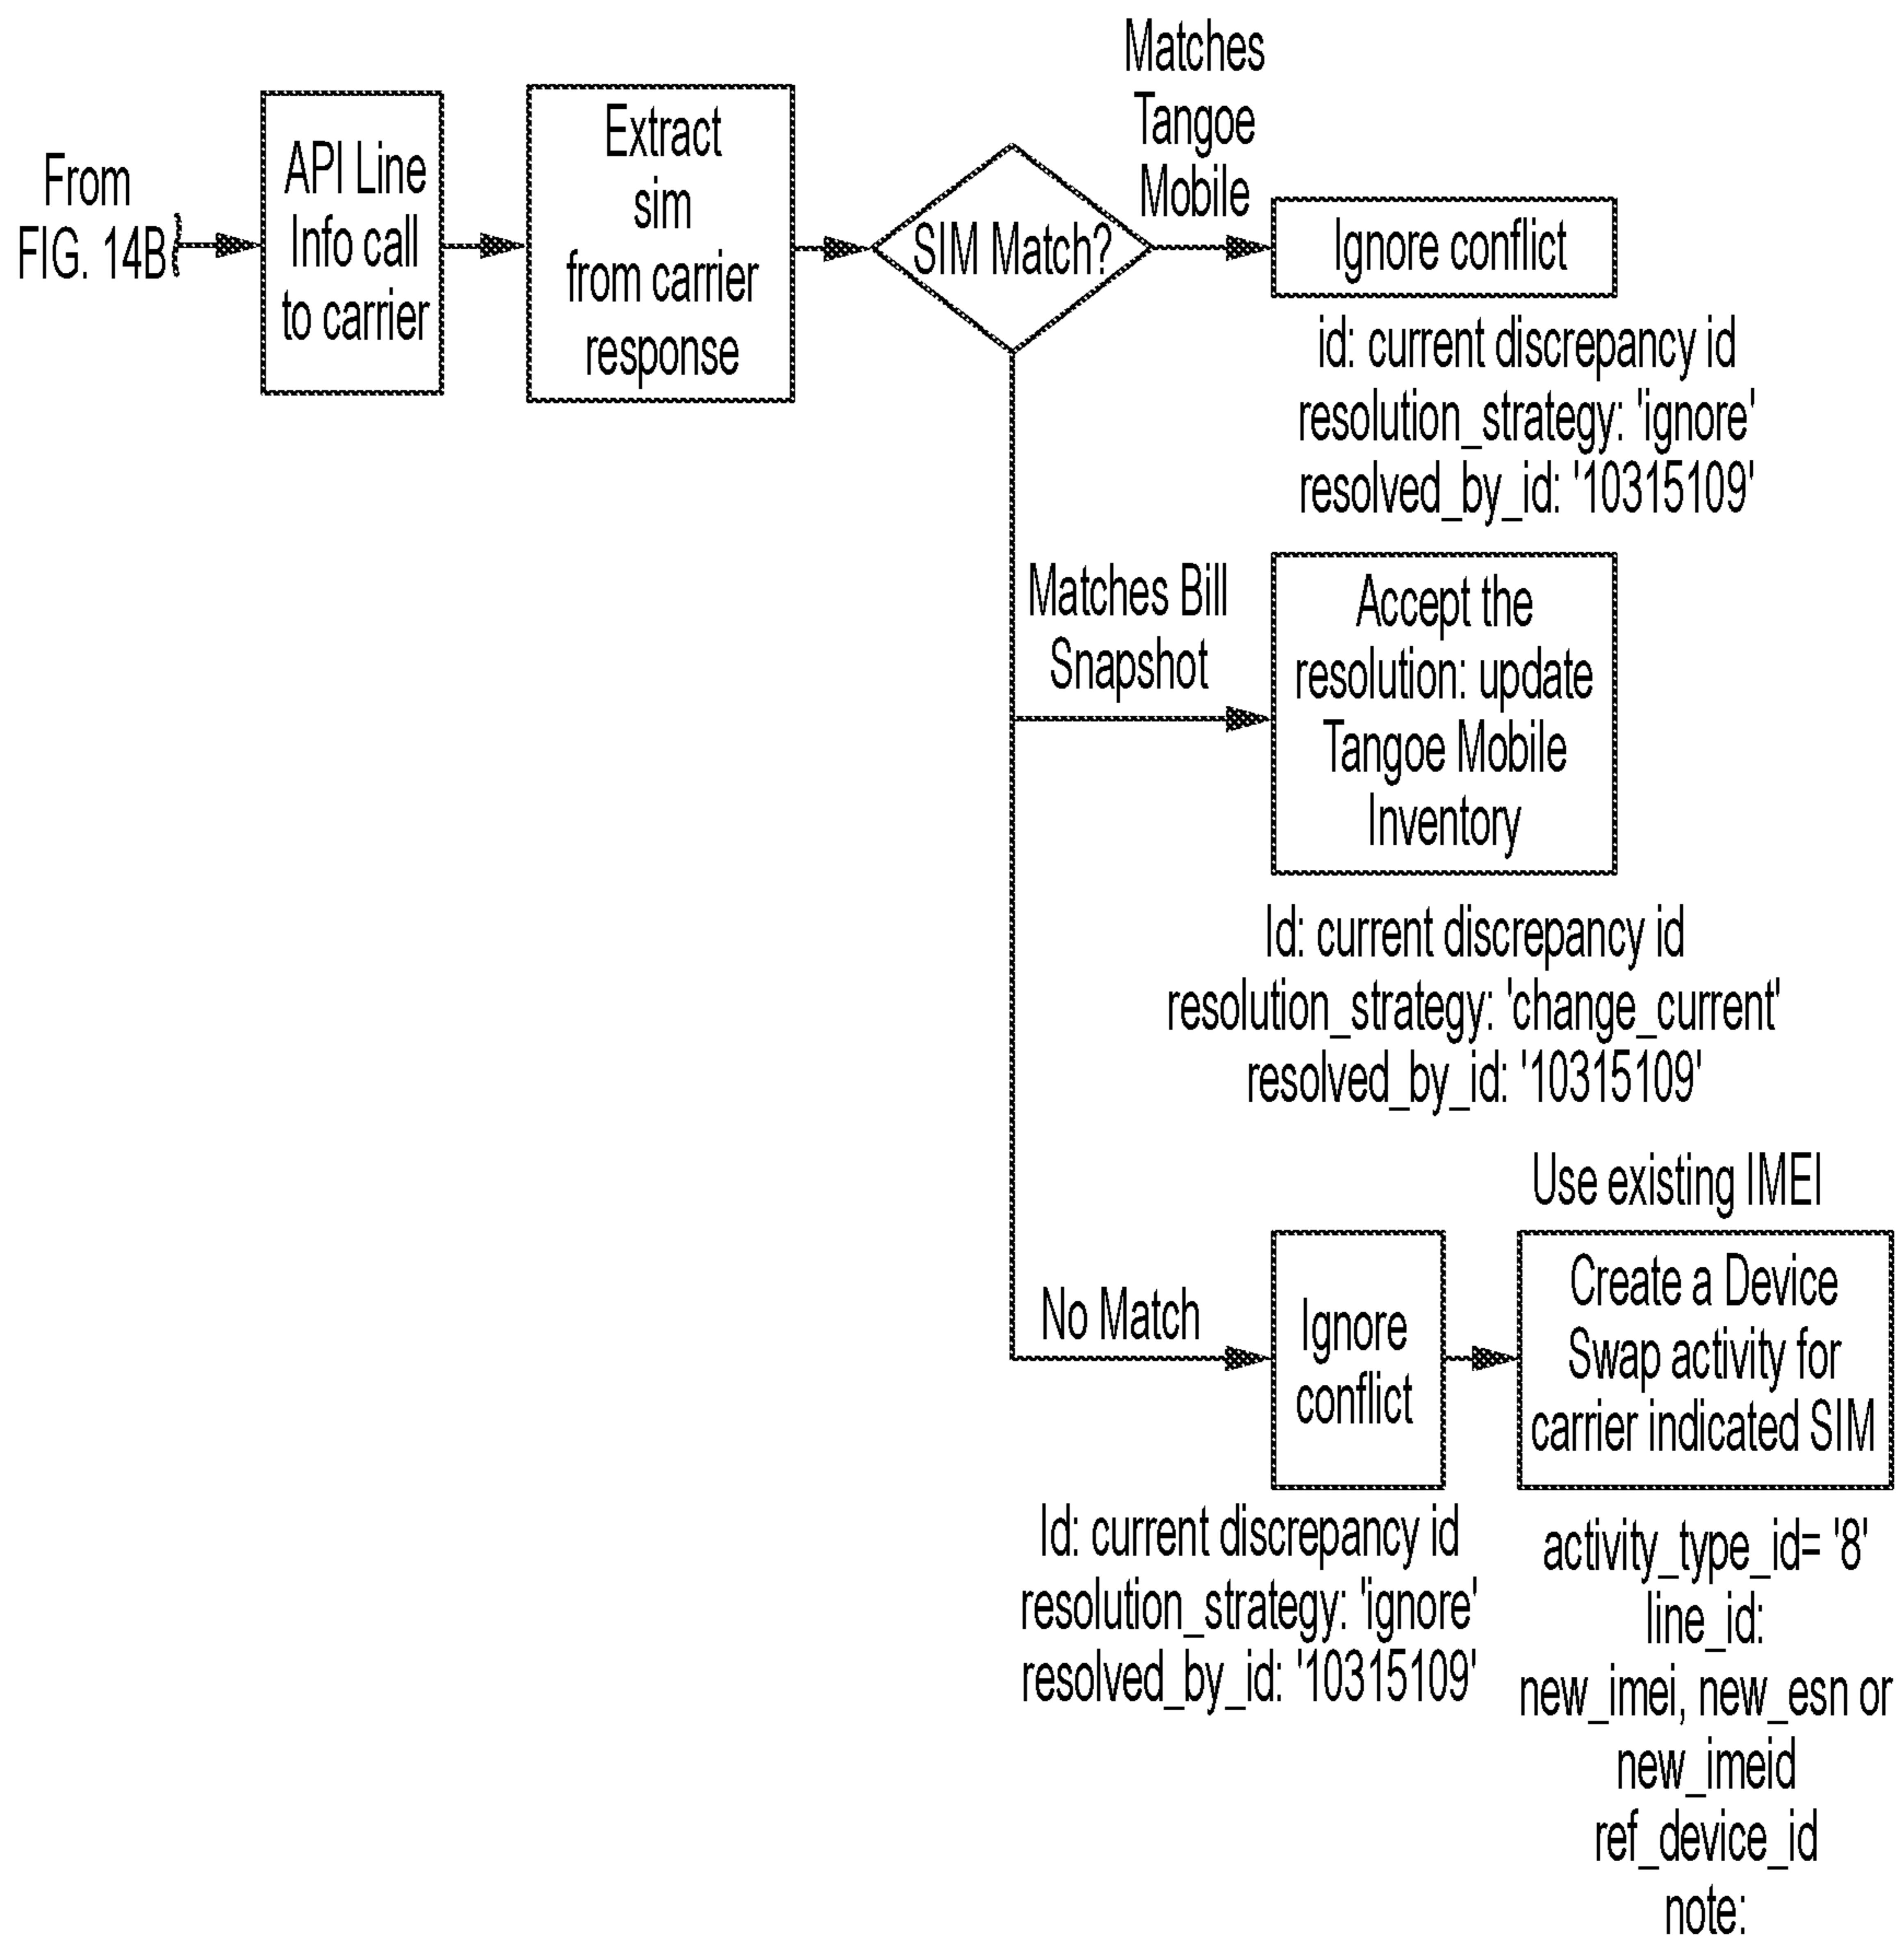 From
FIG. 14B
API Line
Info call
to carrier
Extract
sim
from carrier
response
SIM Match?
Matches
Tangoe
Mobile
Ignore conflict
id: current discrepancy id
resolution_strategy: 'ignore'
resolved_by_id: '10315109'
Matches Bill
Snapshot
Accept the
resolution: update
Tangoe Mobile
Inventory
Id: current discrepancy id
resolution_strategy: 'change_current'
resolved_by_id: '10315109'
No Match
Ignore
conflict
Id: current discrepancy id
resolution_strategy: 'ignore'
resolved_by_id: '10315109'
Use existing IMEI
Create a Device
Swap activity for
carrier indicated SIM
activity_type_id= '8'
line_id:
new_imei, new_esn or
new_imeid
ref_device_id
note: